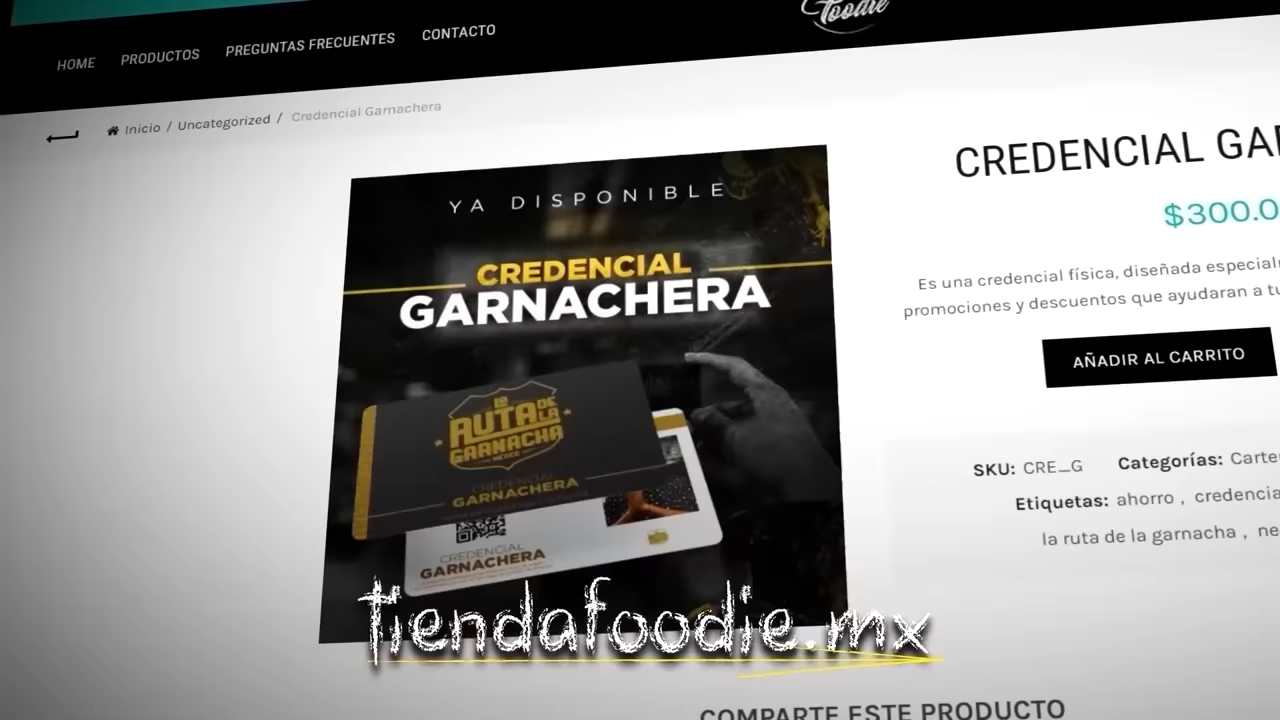 foodie
HOME PRODUCTOS PREGUNTAS FRECUENTES CONTACTO
Inicio / Uncategorized / Credencial Garnachera
YA DISPONIBLE
CREDENCIAL
GARNACHERA
LA
RUTA DE
LA
GARNACHA
MÉXICO
CREDENCIAL
GARNACHERA
CREDENCIAL
GARNACHERA
CREDENCIAL GA
$300.0
Es una credencial física, diseñada especial
promociones y descuentos que ayudaran a tu
AÑADIR AL CARRITO
SKU: CRE_G Categorías: Carte
Etiquetas: ahorro , credencia
la ruta de la garnacha , ne
tiendafoodie.mx
COMPARTE ESTE PRODUCTO